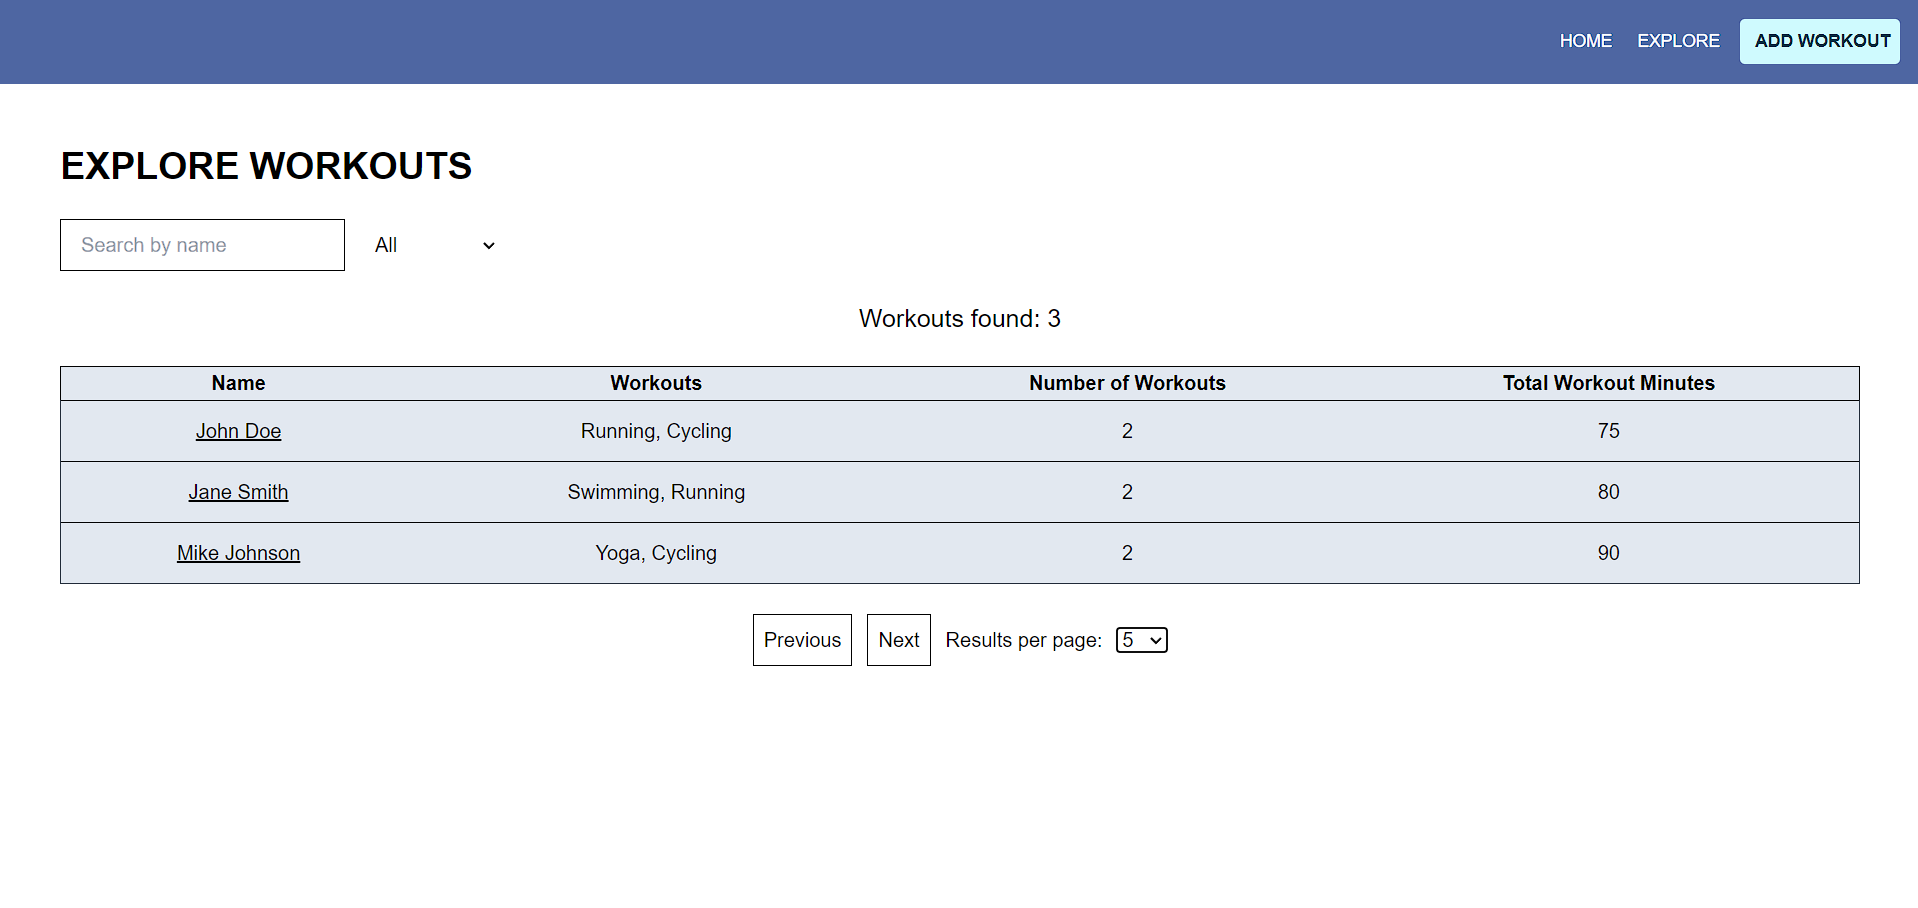 HOME EXPLORE ADD WORKOUT
EXPLORE WORKOUTS
Search by name All
Workouts found: 3
Name Workouts Number of Workouts Total Workout Minutes
John Doe Running, Cycling 2 75
Jane Smith Swimming, Running 2 80
Mike Johnson Yoga, Cycling 2 90
Previous Next Results per page: 5